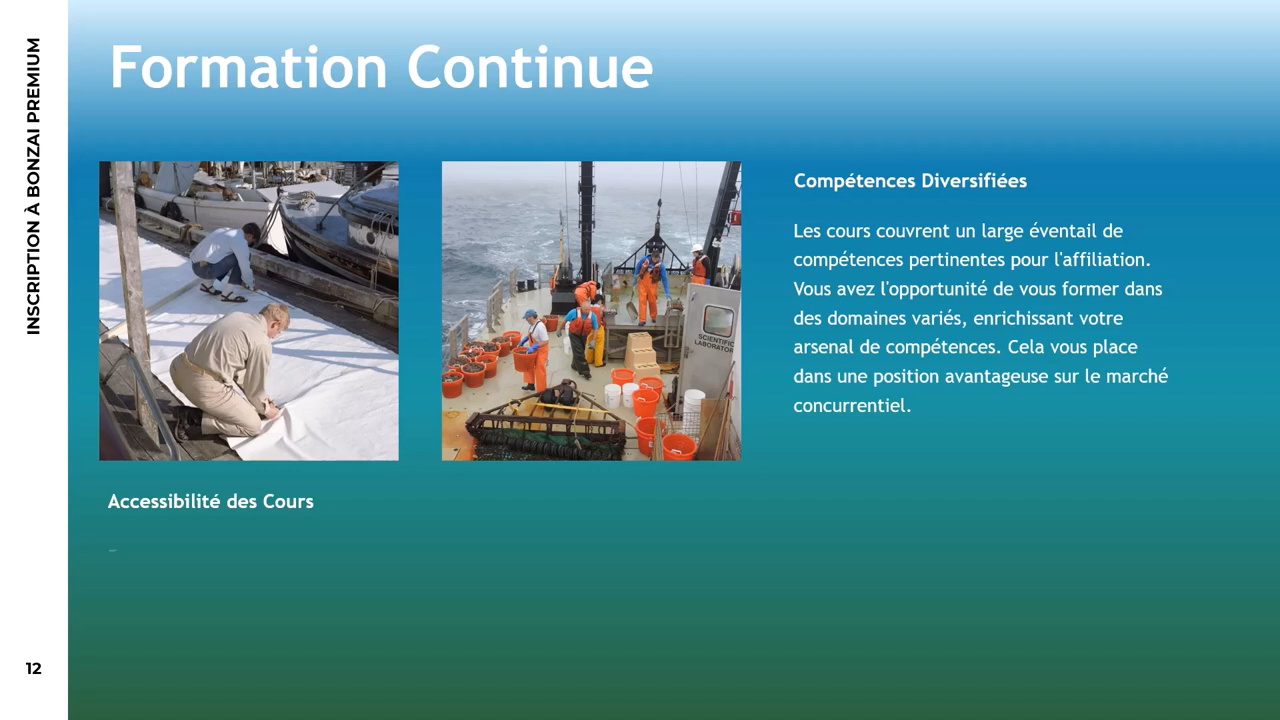 INSCRIPTION À BONZAI PREMIUM
Formation Continue
SCIENTIFIC
LABORATOR
Compétences Diversifiées
Les cours couvrent un large éventail de
compétences pertinentes pour l'affiliation.
Vous avez l'opportunité de vous former dans
des domaines variés, enrichissant votre
arsenal de compétences. Cela vous place
dans une position avantageuse sur le marché
concurrentiel.
Accessibilité des Cours
12